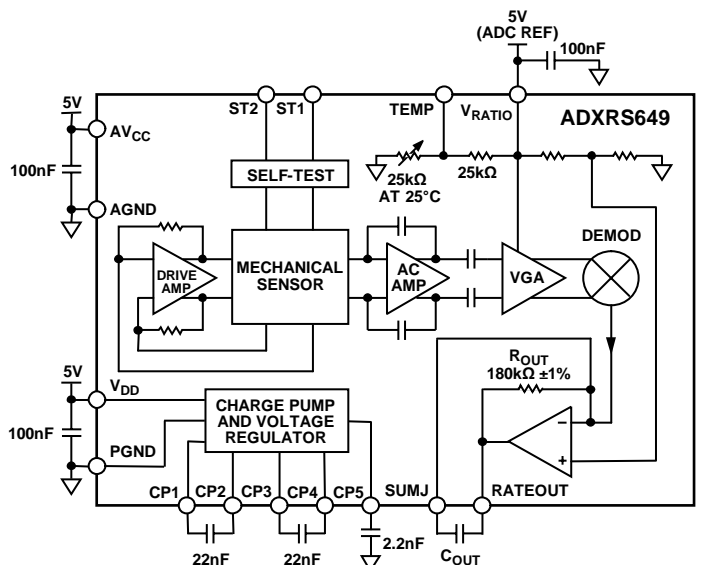 5V
(ADC REF)
100nF
5V
ST2 ST1
TEMP
V_RATIO
ADXRS649
AV_CC
100nF
SELF-TEST
25kΩ
AT 25°C
25kΩ
AGND
DEMOD
DRIVE
AMP
MECHANICAL
SENSOR
AC
AMP
VGA
R_OUT
180kΩ ±1%
5V
V_DD
CHARGE PUMP
AND VOLTAGE
REGULATOR
100nF
–
+
PGND
CP1 CP2 CP3 CP4 CP5 SUMJ RATEOUT
22nF
22nF
2.2nF
C_OUT